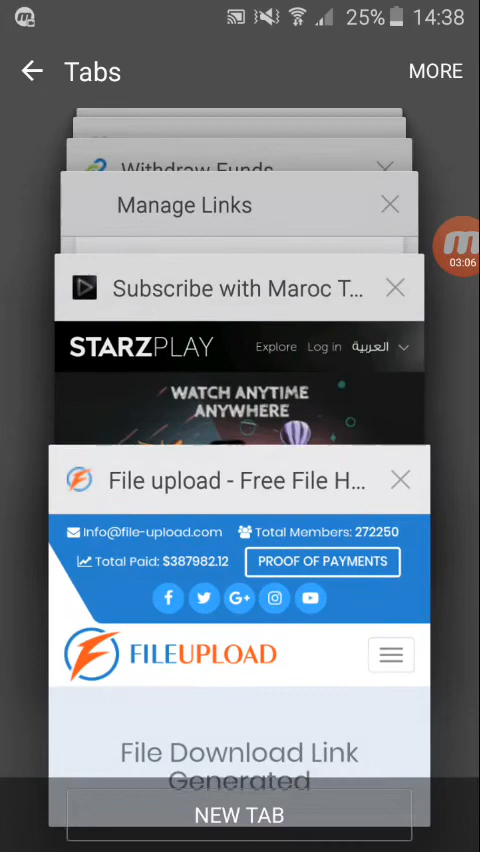 25% 14:38
Tabs MORE
Withdraw Funds
Manage Links
03:06
Subscribe with Maroc T...
STARZPLAY Explore Log in العربية
WATCH ANYTIME
ANYWHERE
File upload - Free File H...
Info@file-upload.com Total Members: 272250
Total Paid: $387982.12 PROOF OF PAYMENTS
FILEUPLOAD
File Download Link
Generated
NEW TAB